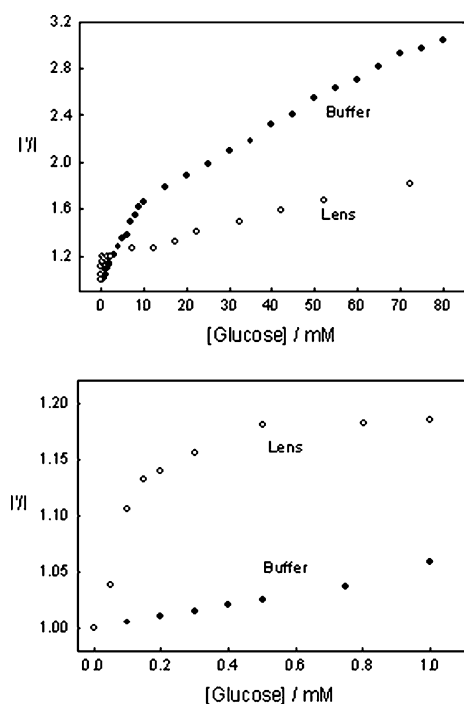 3.2
2.8
2.4
2.0
1.6
1.2
I'/I
Buffer
Lens
0 10 20 30 40 50 60 70 80
[Glucose] / mM
1.20
1.15
1.10
1.05
1.00
I'/I
Lens
Buffer
0.0 0.2 0.4 0.6 0.8 1.0
[Glucose] / mM